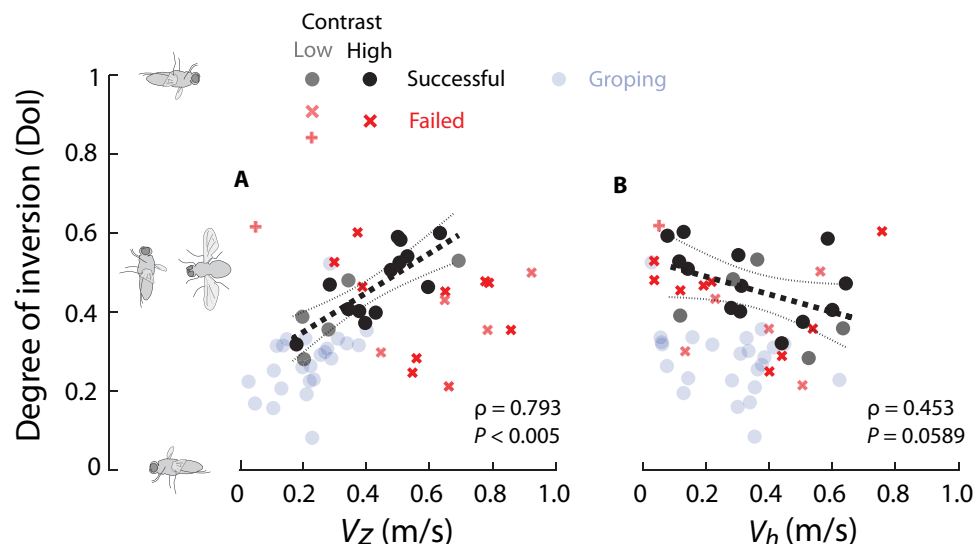 Contrast
Low High
Successful
Groping
Failed
Degree of inversion (DoI)
1
0.8
0.6
0.4
0.2
0
A
ρ = 0.793
P < 0.005
0 0.2 0.4 0.6 0.8 1.0
VZ (m/s)
B
ρ = 0.453
P = 0.0589
0 0.2 0.4 0.6 0.8 1.0
Vh (m/s)